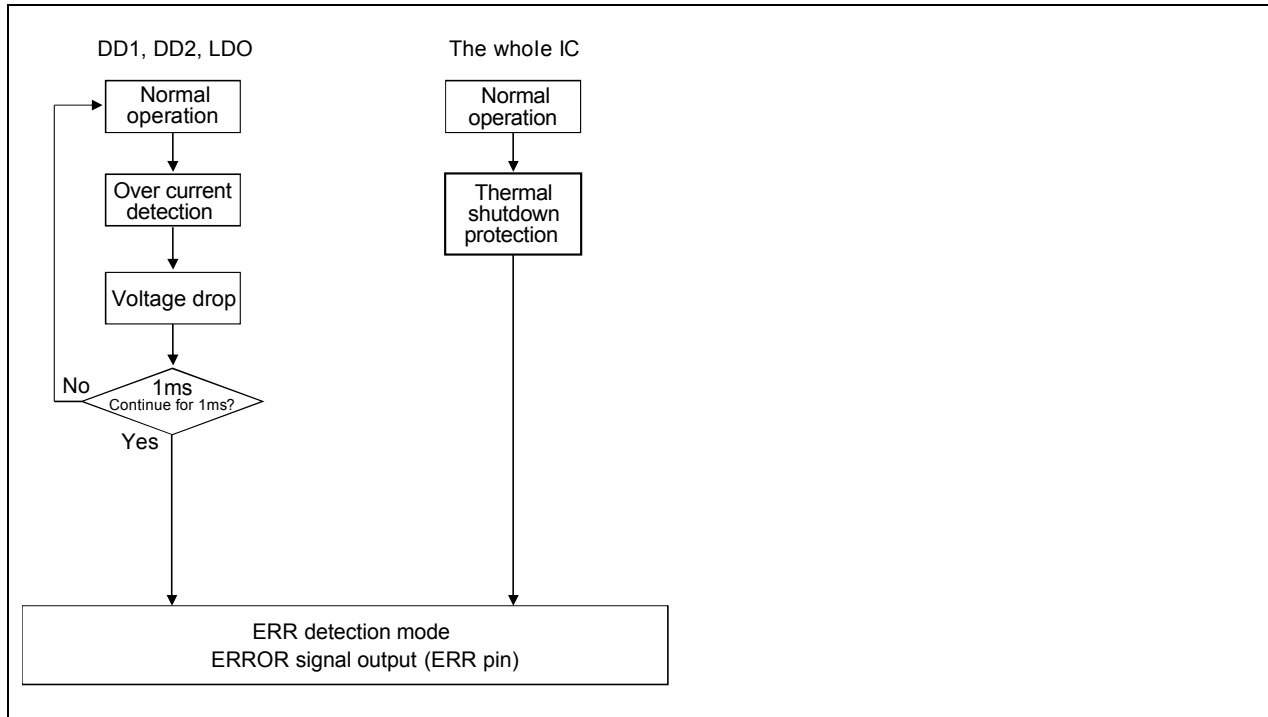 DD1, DD2, LDO
Normal
operation
Over current
detection
Voltage drop
No
1ms
Continue for 1ms?
Yes
The whole IC
Normal
operation
Thermal
shutdown
protection
ERR detection mode
ERROR signal output (ERR pin)